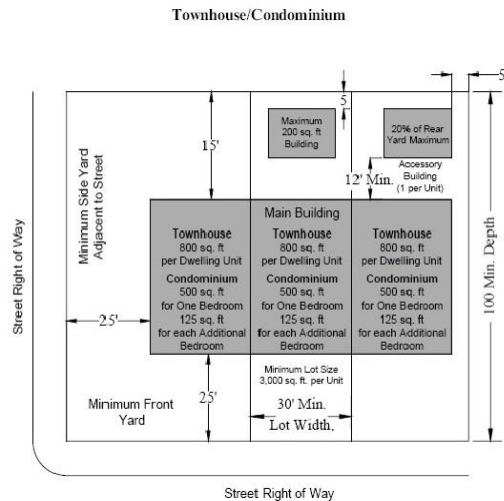 Townhouse/Condominium
5
5
Maximum
200 sq. ft
Building
20% of Rear
Yard Maximum
15'
12' Min.
Accessory
Building
(1 per Unit)
Minimum Side Yard
Adjacent to Street
Street Right of Way
Main Building
Townhouse
800 sq. ft
per Dwelling Unit
Condominium
500 sq. ft
for One Bedroom
125 sq. ft
for each Additional
Bedroom
Townhouse
800 sq. ft
per Dwelling Unit
Condominium
500 sq. ft
for One Bedroom
125 sq. ft
for each Additional
Bedroom
Townhouse
800 sq. ft
per Dwelling Unit
Condominium
500 sq. ft
for One Bedroom
125 sq. ft
for each Additional
Bedroom
100 Min. Depth
25'
25'
Minimum Lot Size
3,000 sq. ft. per Unit
Minimum Front
Yard
30' Min.
Lot Width.
Street Right of Way